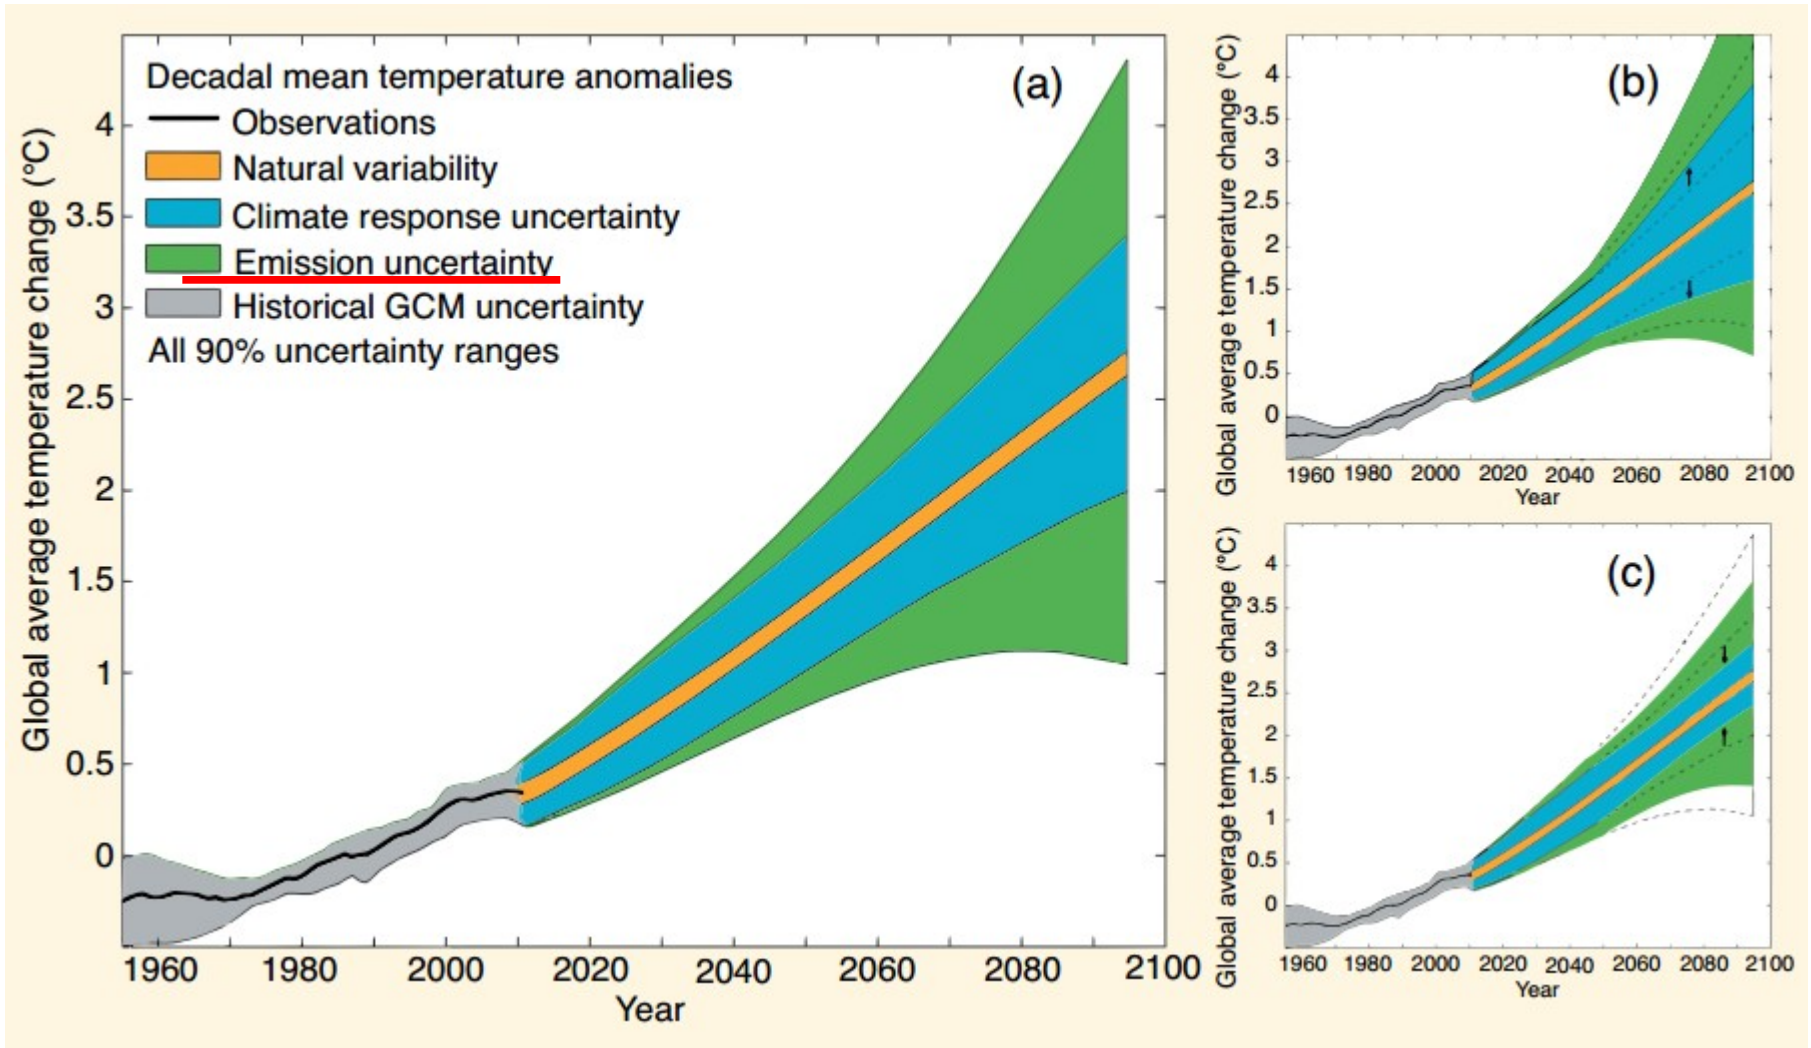 Decadal mean temperature anomalies
Observations
Natural variability
Climate response uncertainty
Emission uncertainty
Historical GCM uncertainty
All 90% uncertainty ranges
(a)
Global average temperature change (°C)
4
3.5
3
2.5
2
1.5
1
0.5
0
1960 1980 2000 2020 2040 2060 2080 2100
Year
(b)
Global average temperature change (°C)
4
3.5
3
2.5
2
1.5
1
0.5
0
1960 1980 2000 2020 2040 2060 2080 2100
Year
(c)
Global average temperature change (°C)
4
3.5
3
2.5
2
1.5
1
0.5
0
1960 1980 2000 2020 2040 2060 2080 2100
Year